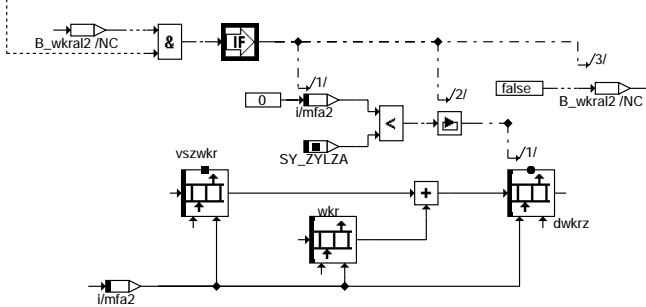 B_wkral2 /NC
&
IF
/1/
/2/
/3/
0
i/mfa2
<
false
B_wkral2 /NC
SY_ZYLZA
/1/
vszwkr
+
wkr
dwkrz
i/mfa2